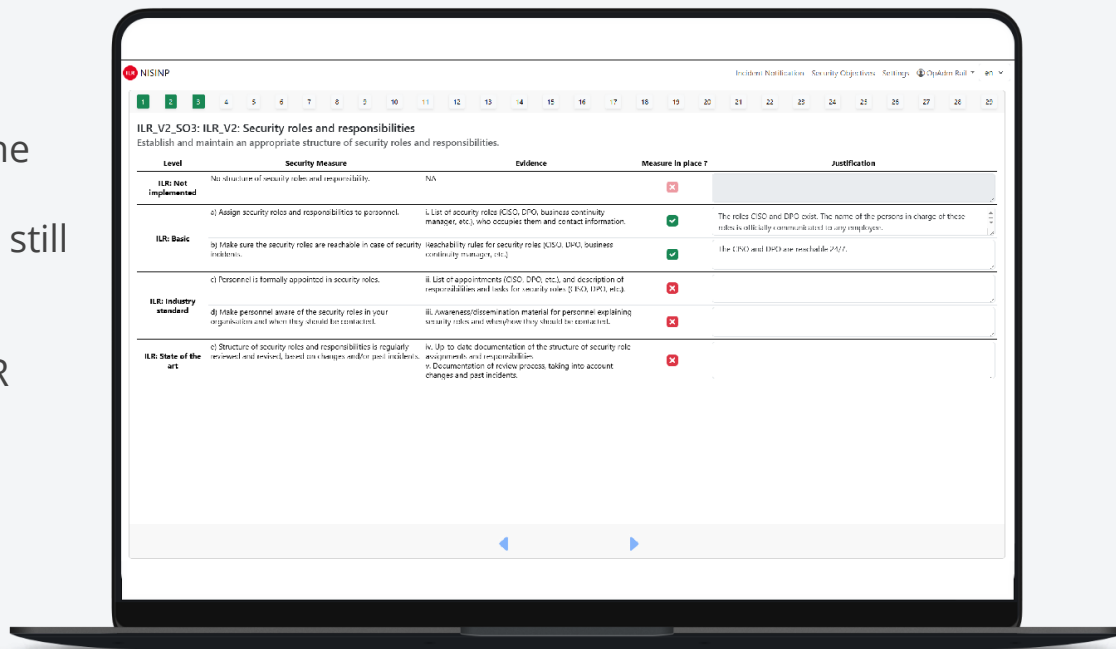 ne
still
R
ILR NISINP
Incident Notification Security Objectives Settings OpAdm Rail en
1 2 3 4 5 6 7 8 9 10 11 12 13 14 15 16 17 18 19 20 21 22 23 24 25 26 27 28 29
ILR_V2_SO3: ILR_V2: Security roles and responsibilities
Establish and maintain an appropriate structure of security roles and responsibilities.
Level Security Measure Evidence Measure in place ? Justification
ILR: Not implemented
No structure of security roles and responsibility.
NA
ILR: Basic
a) Assign security roles and responsibilities to personnel.
i. List of security roles (CISO, DPO, business continuity
manager, etc.), who occupies them and contact information.
The roles CISO and DPO exist. The name of the persons in charge of these
roles is officially communicated to any employee.
b) Make sure the security roles are reachable in case of security
incidents.
Reachability rules for security roles (CISO, DPO, business
continuity manager, etc.)
The CISO and DPO are reachable 24/7.
ILR: Industry
standard
c) Personnel is formally appointed in security roles.
ii. List of appointments (CISO, DPO, etc.), and description of
responsibilities and tasks for security roles (CISO, DPO, etc.).
d) Make personnel aware of the security roles in your
organisation and when they should be contacted.
iii. Awareness/dissemination material for personnel explaining
security roles and when/how they should be contacted.
ILR: State of the
art
e) Structure of security roles and responsibilities is regularly
reviewed and revised, based on changes and/or past incidents.
iv. Up-to-date documentation of the structure of security role
assignments and responsibilities
v. Documentation of review process, taking into account
changes and past incidents.